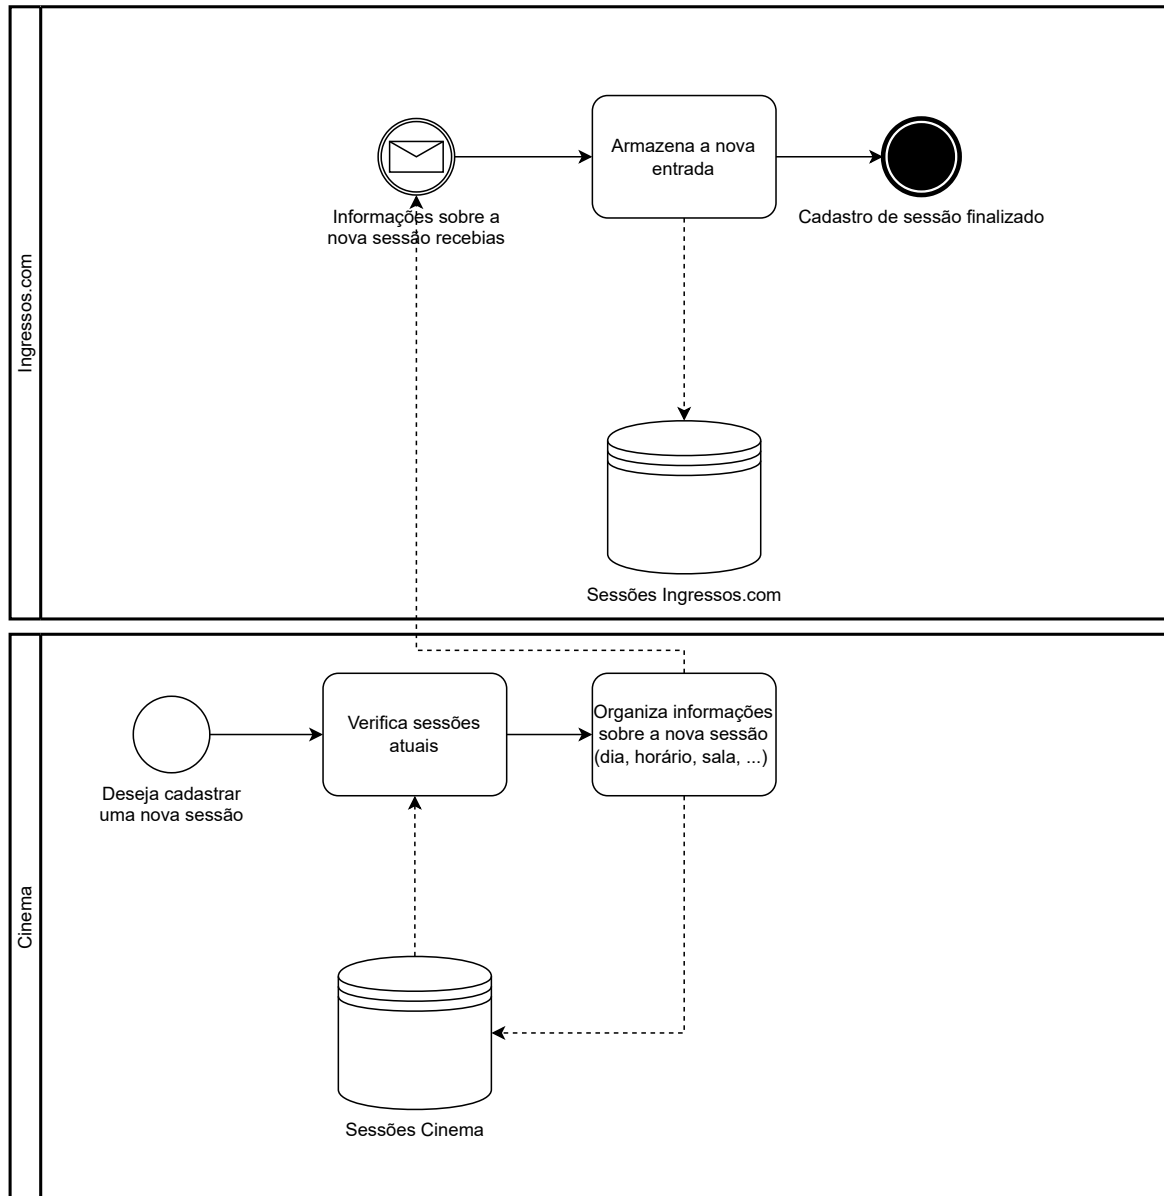 Ingressos.com
Informações sobre a
nova sessão recebias
Armazena a nova
entrada
Cadastro de sessão finalizado
Sessões Ingressos.com
Cinema
Deseja cadastrar
uma nova sessão
Verifica sessões
atuais
Organiza informações
sobre a nova sessão
(dia, horário, sala, ...)
Sessões Cinema